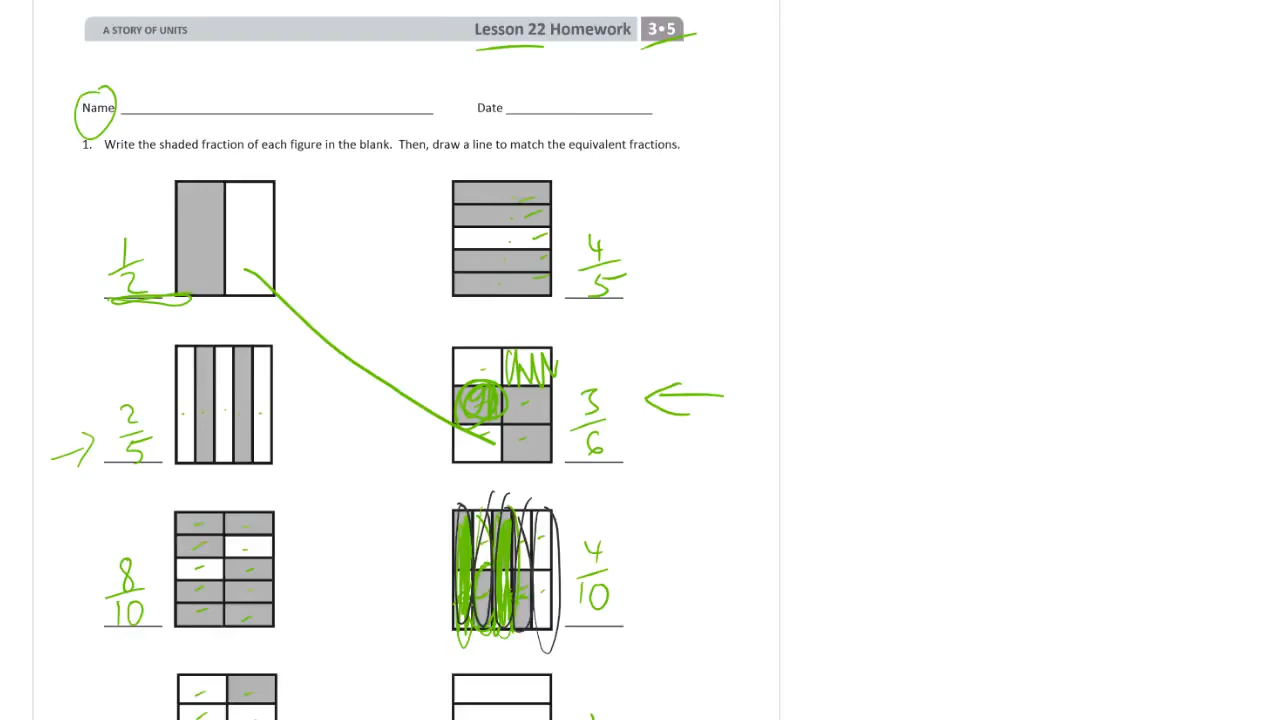 A STORY OF UNITS
Lesson 22 Homework 3•5
Name
Date
1. Write the shaded fraction of each figure in the blank. Then, draw a line to match the equivalent fractions.
1/2
4/5
2/5
3/6
8/10
4/10